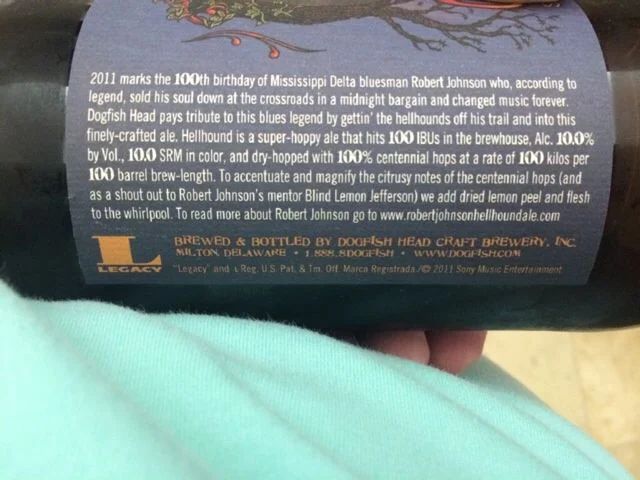 2011 marks the 100th birthday of Mississippi Delta bluesman Robert Johnson who, according to
legend, sold his soul down at the crossroads in a midnight bargain and changed music forever.
Dogfish Head pays tribute to this blues legend by gettin' the hellhounds off his trail and into this
finely-crafted ale. Hellhound is a super-hoppy ale that hits 100 IBUs in the brewhouse, Alc. 10.0%
by Vol., 10.0 SRM in color, and dry-hopped with 100% centennial hops at a rate of 100 kilos per
100 barrel brew-length. To accentuate and magnify the citrusy notes of the centennial hops (and
as a shout out to Robert Johnson's mentor Blind Lemon Jefferson) we add dried lemon peel and flesh
to the whirlpool. To read more about Robert Johnson go to www.robertjohnsonhellhoundale.com
L
LEGACY
BREWED & BOTTLED BY DOGFISH HEAD CRAFT BREWERY, INC.
MILTON, DELAWARE • 1.888.8DOGFISH • WWW.DOGFISH.COM
"Legacy" and L Reg. U.S. Pat. & Tm. Off. Marca Registrada./© 2011 Sony Music Entertainment